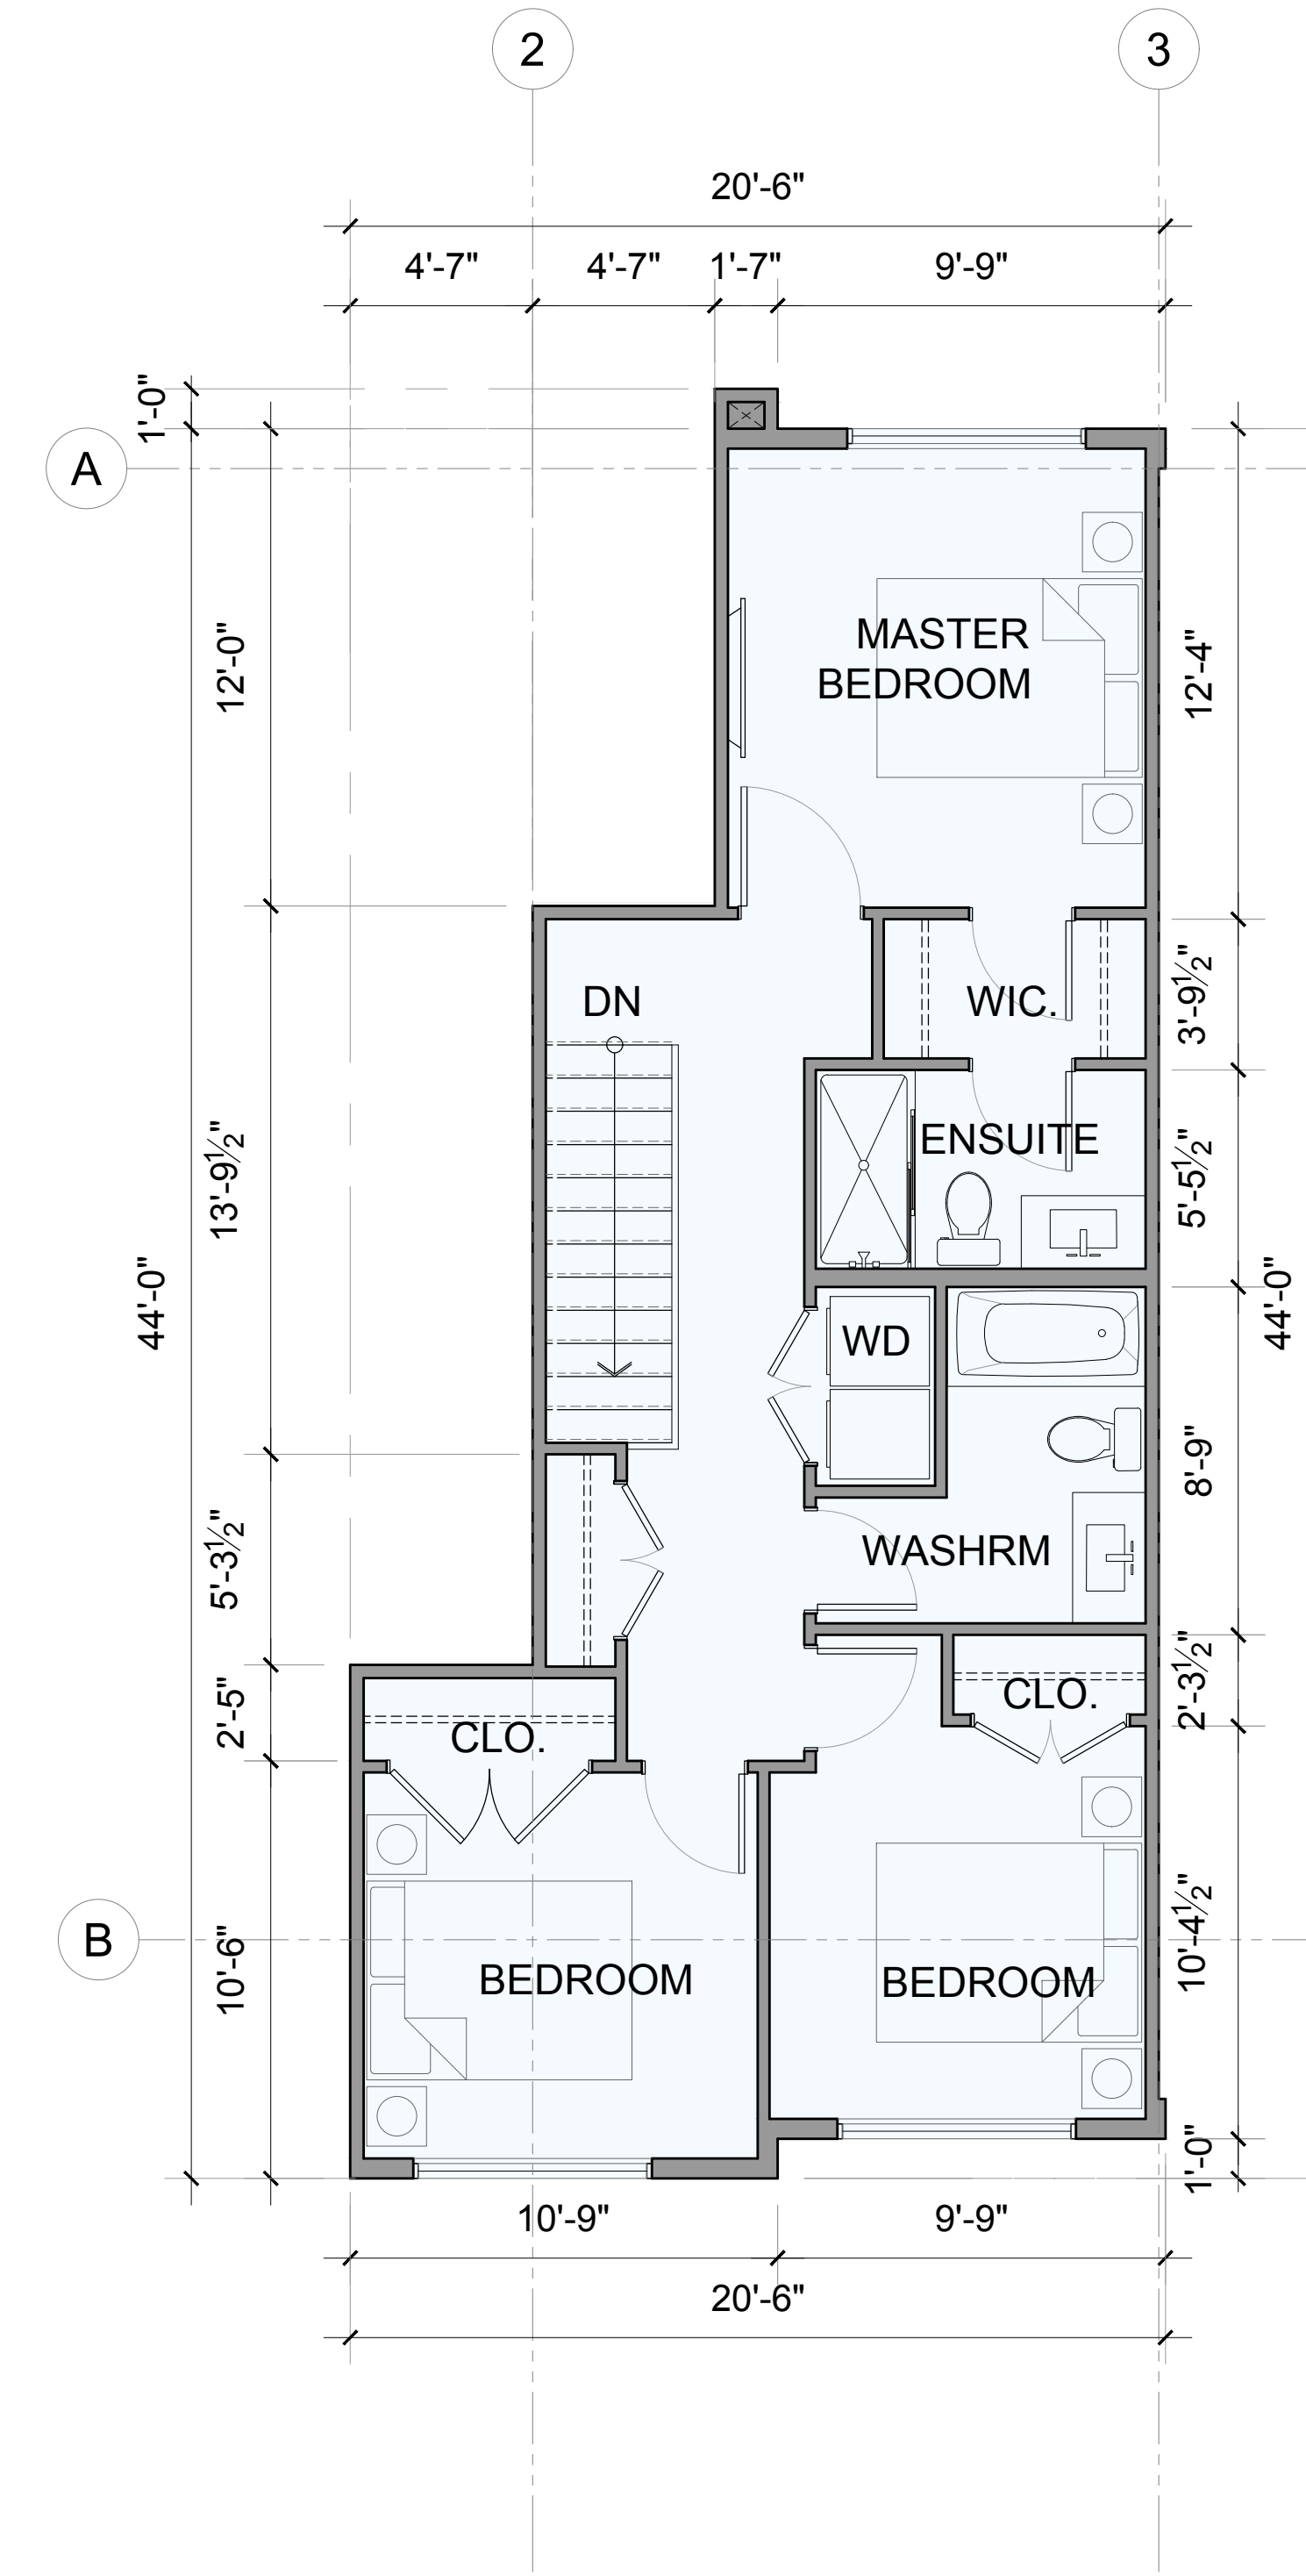 2
3
20'-6"
4'-7"
4'-7"
1'-7"
9'-9"
1'-0"
A
12'-0"
MASTER
BEDROOM
12'-4"
DN
WIC.
3'-9½"
13'-9½"
ENSUITE
5'-5½"
44'-0"
WD
44'-0"
8'-9"
5'-3½"
WASHRM
2'-5"
CLO.
CLO.
2'-3½"
B
10'-6"
BEDROOM
BEDROOM
10'-4½"
1'-0"
10'-9"
9'-9"
20'-6"